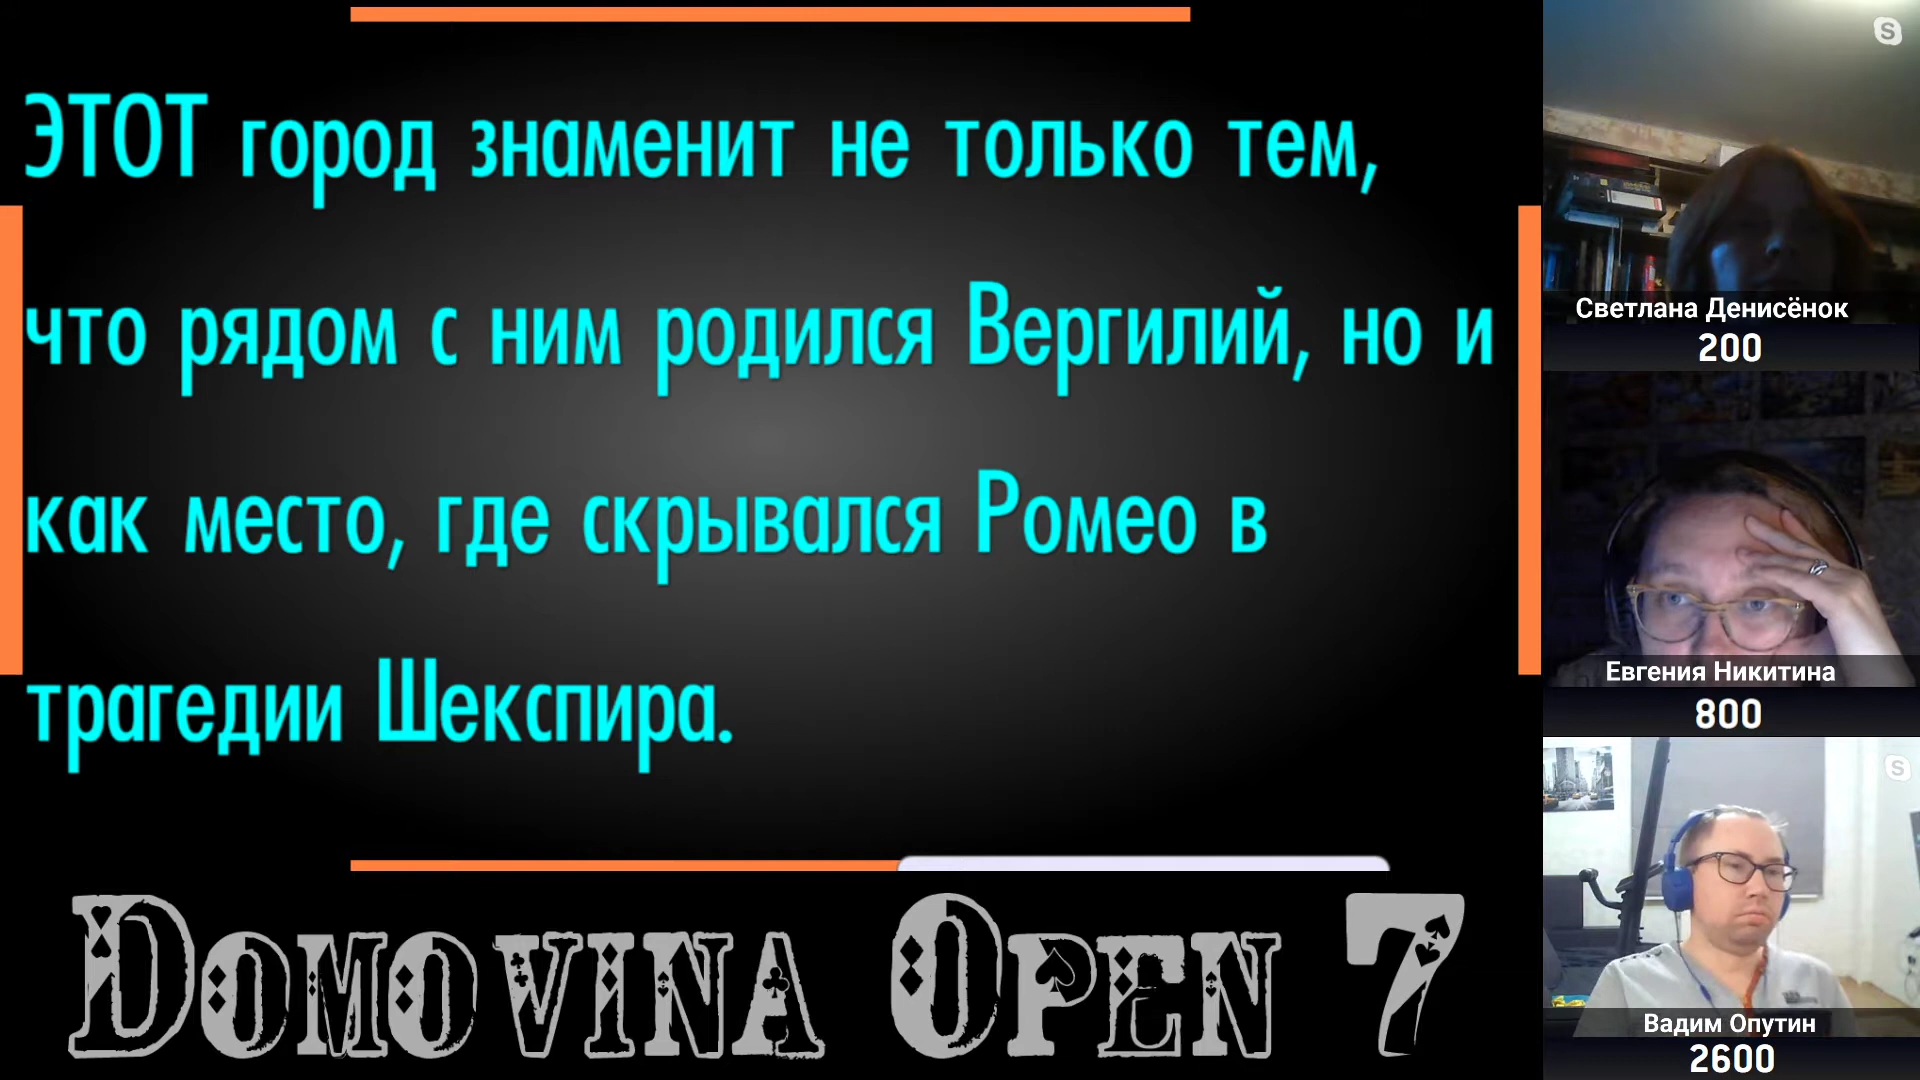 ЭТОТ город знаменит не только тем,
что рядом с ним родился Вергилий, но и
как место, где скрывался Ромео в
трагедии Шекспира.
Domovina Open 7
Светлана Денисёнок
200
Евгения Никитина
800
Вадим Опутин
2600